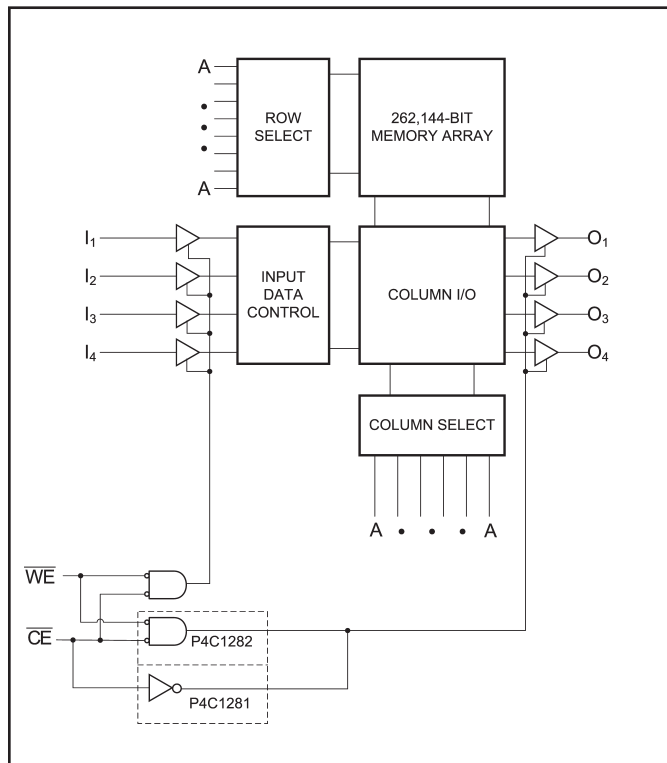 A
ROW
SELECT
A
262,144-BIT
MEMORY ARRAY
I1
I2
I3
I4
INPUT
DATA
CONTROL
COLUMN I/O
O1
O2
O3
O4
COLUMN SELECT
A • • • A
WE
CE
P4C1282
P4C1281